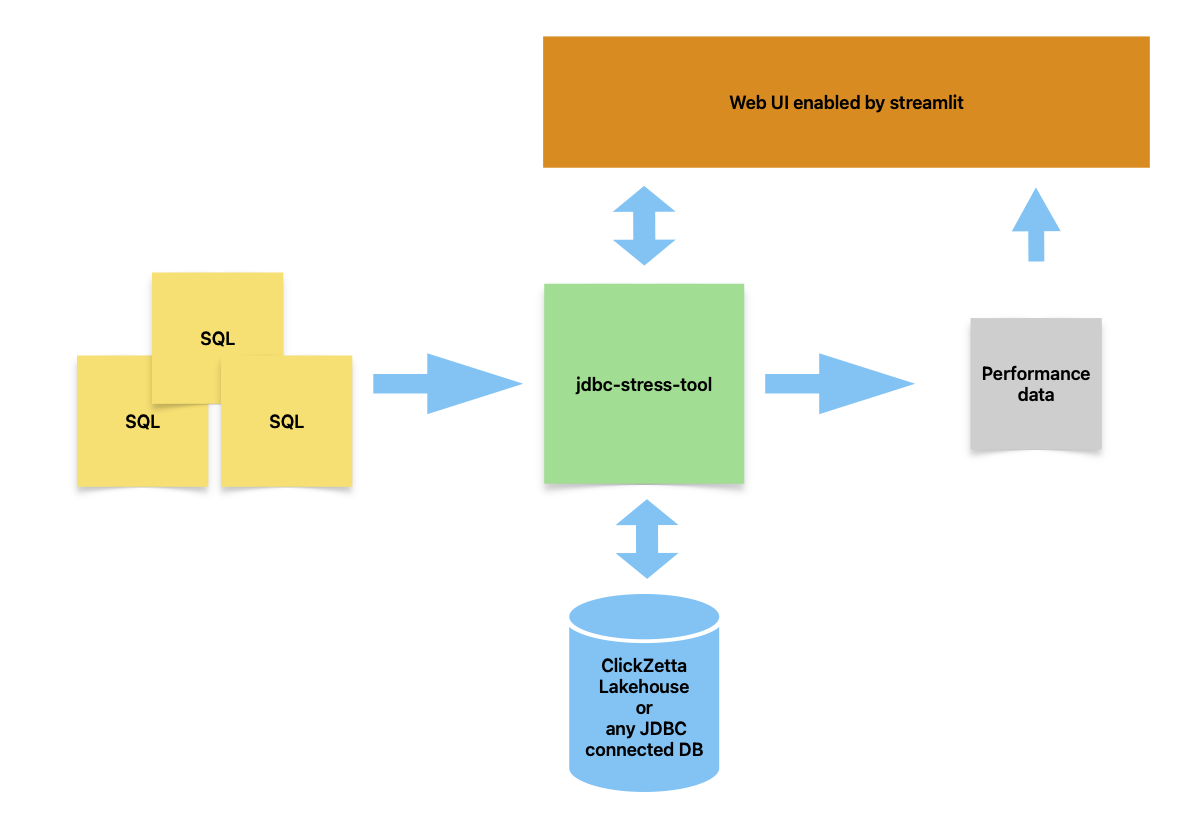 Web UI enabled by streamlit
SQL
SQL
SQL
jdbc-stress-tool
Performance
data
ClickZetta
Lakehouse
or
any JDBC
connected DB